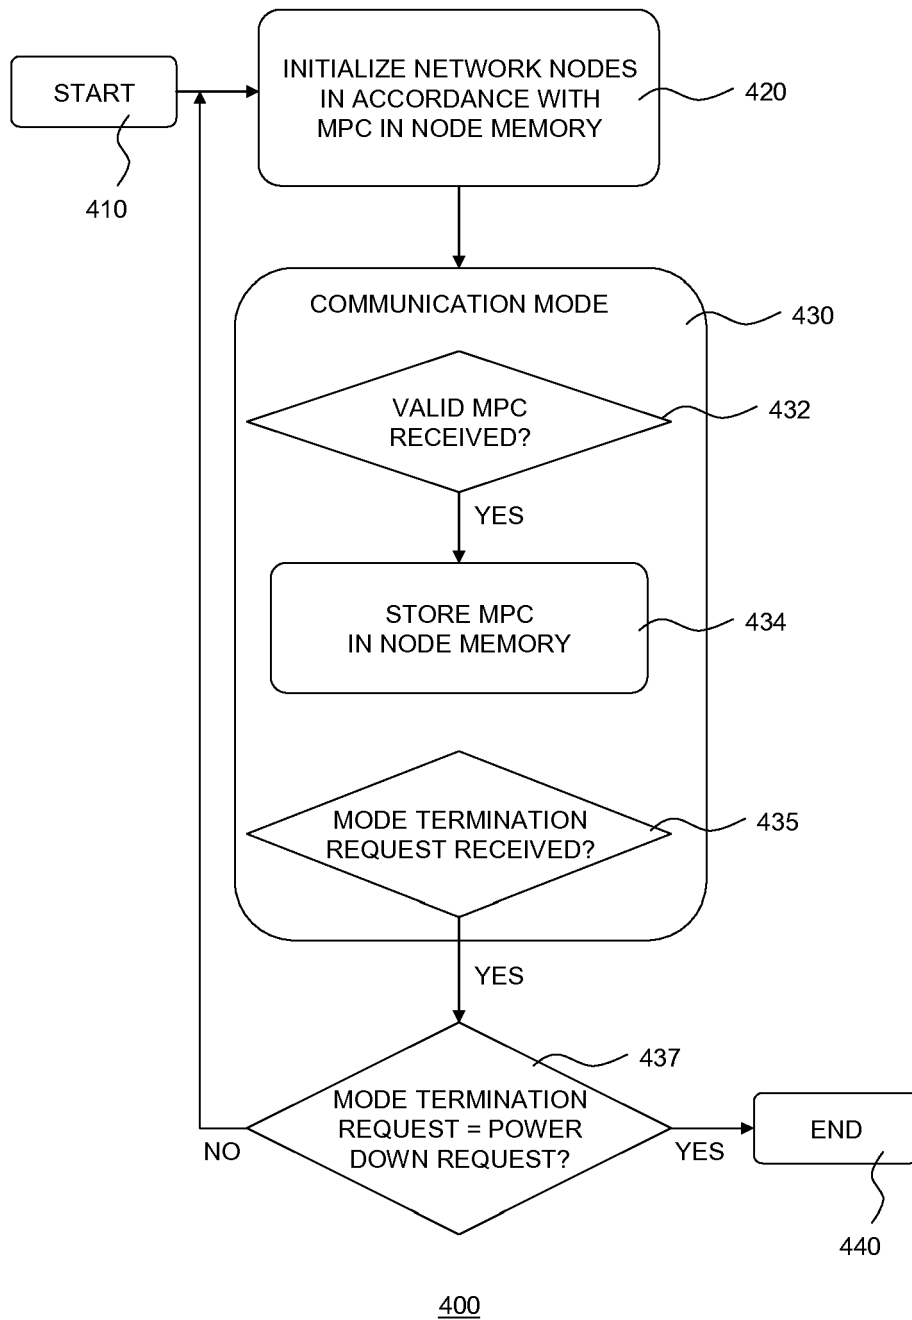 START
410
INITIALIZE NETWORK NODES
IN ACCORDANCE WITH
MPC IN NODE MEMORY
420
COMMUNICATION MODE
430
VALID MPC
RECEIVED?
432
YES
STORE MPC
IN NODE MEMORY
434
MODE TERMINATION
REQUEST RECEIVED?
435
YES
437
MODE TERMINATION
REQUEST = POWER
DOWN REQUEST?
NO
YES
END
440
400